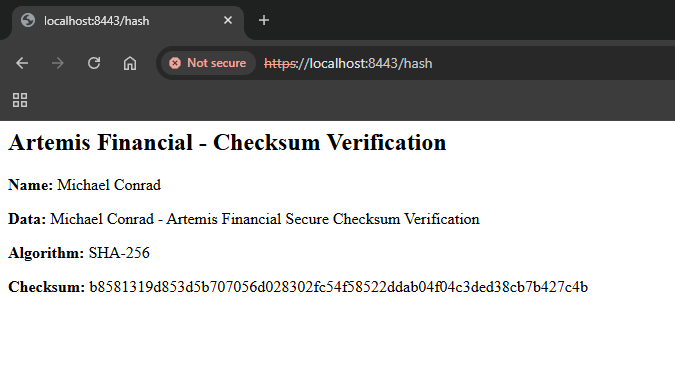 localhost:8443/hash
Not secure https://localhost:8443/hash
Artemis Financial - Checksum Verification
Name: Michael Conrad
Data: Michael Conrad - Artemis Financial Secure Checksum Verification
Algorithm: SHA-256
Checksum: b8581319d853d5b707056d028302fc54f58522ddab04f04c3ded38cb7b427c4b